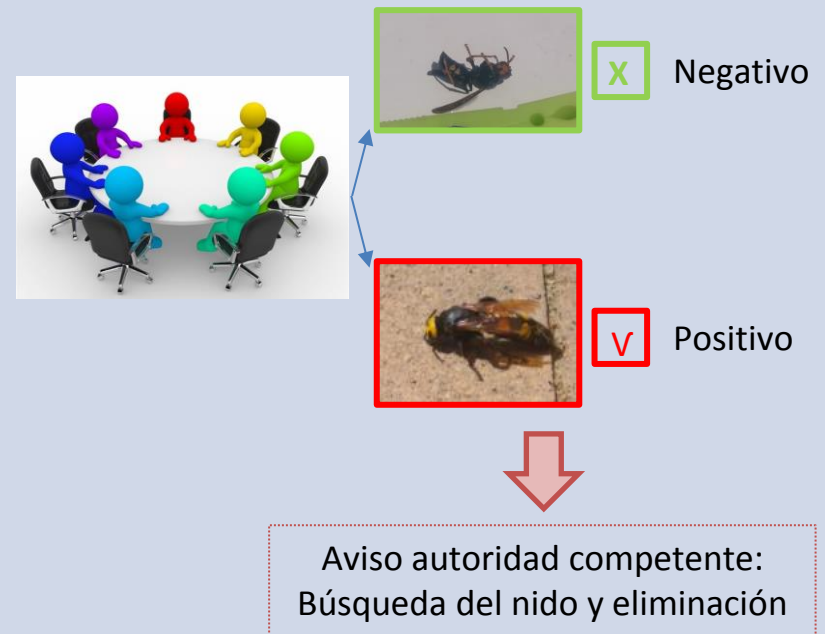 X Negativo
V Positivo
Aviso autoridad competente:
Búsqueda del nido y eliminación